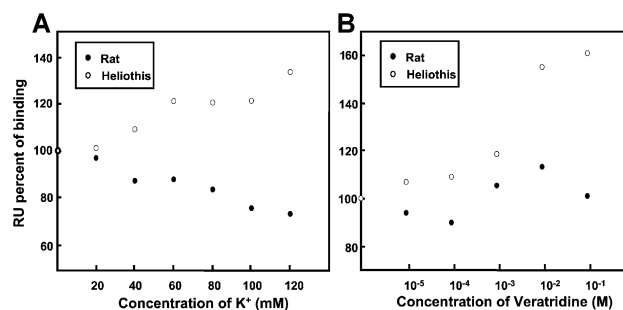 A
B
RU percent of binding
140
120
100
80
60
Rat
Heliothis
20 40 60 80 100 120
Concentration of K⁺ (mM)
160
140
120
100
80
Rat
Heliothis
10⁻⁵ 10⁻⁴ 10⁻³ 10⁻² 10⁻¹
Concentration of Veratridine (M)